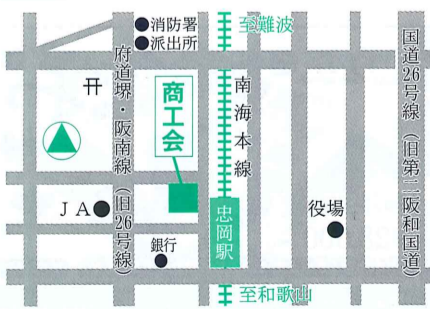 ●消防署
●派出所
至難波
国道26号線（旧第二阪和国道）
府道堺・阪南線（旧26号線）
商工会
南海本線
JA●
役場
忠岡駅
銀行
至和歌山